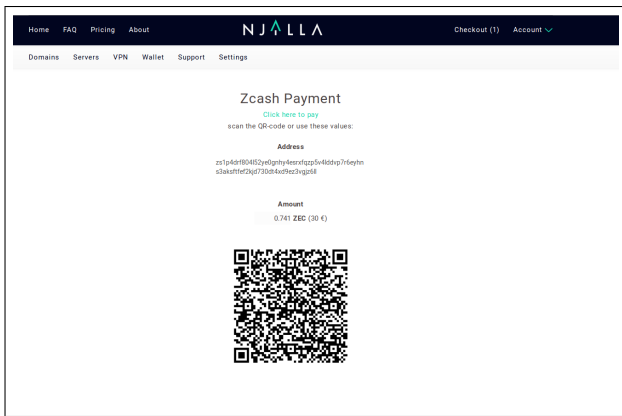 Home FAQ Pricing About NJALLA Checkout (1) Account
Domains Servers VPN Wallet Support Settings
Zcash Payment
Click here to pay
scan the QR-code or use these values:
Address
zs1p4drf804l52ye0gnhy4esrxfqzp5v4lddvp7r6eyhn
s3aksftfef2kjd730dt4xd9ez3vgjz6ll
Amount
0.741 ZEC (30 €)